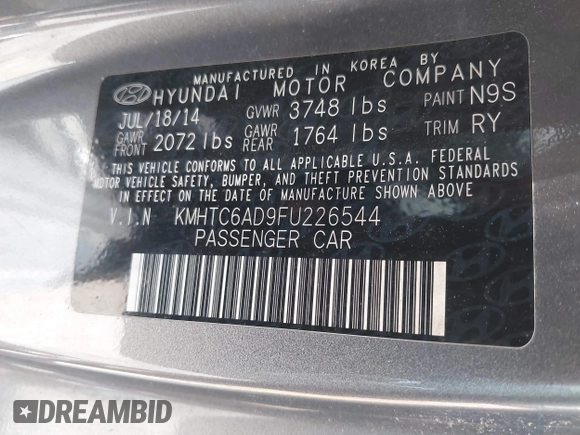 MANUFACTURED IN KOREA BY
HYUNDAI MOTOR COMPANY
JUL/18/14 GVWR 3748 lbs PAINT N9S
GAWR FRONT 2072 lbs GAWR REAR 1764 lbs TRIM RY
THIS VEHICLE CONFORMS TO ALL APPLICABLE U.S.A. FEDERAL
MOTOR VEHICLE SAFETY, BUMPER, AND THEFT PREVENTION STANDARDS
IN EFFECT ON THE DATE OF MANUFACTURE SHOWN ABOVE
V.I.N KMHTC6AD9FU226544
PASSENGER CAR
DREAMBID